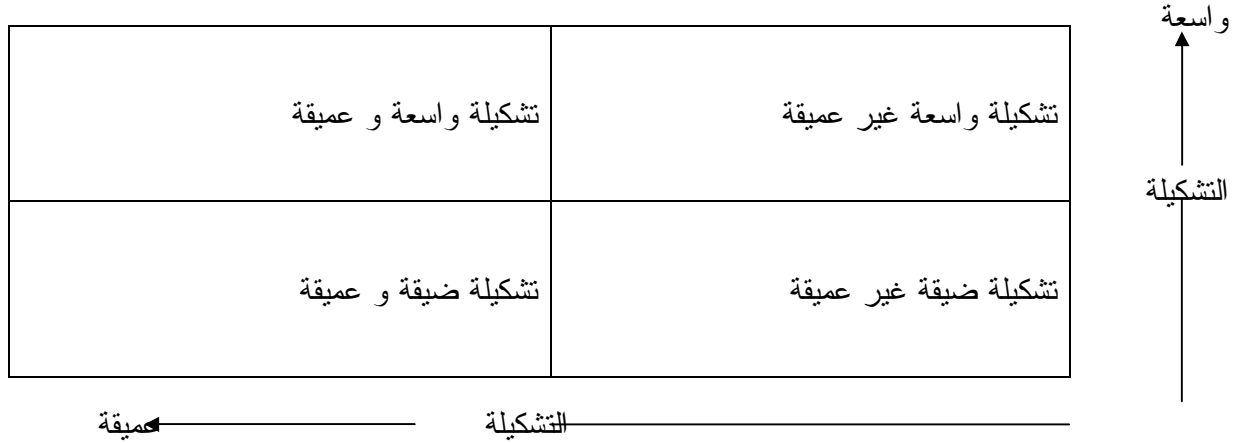 واسعة
تشكيلة واسعة غير عميقة
تشكيلة واسعة و عميقة
التشكيلة
تشكيلة ضيقة غير عميقة
تشكيلة ضيقة و عميقة
التشكيلة
عميقة